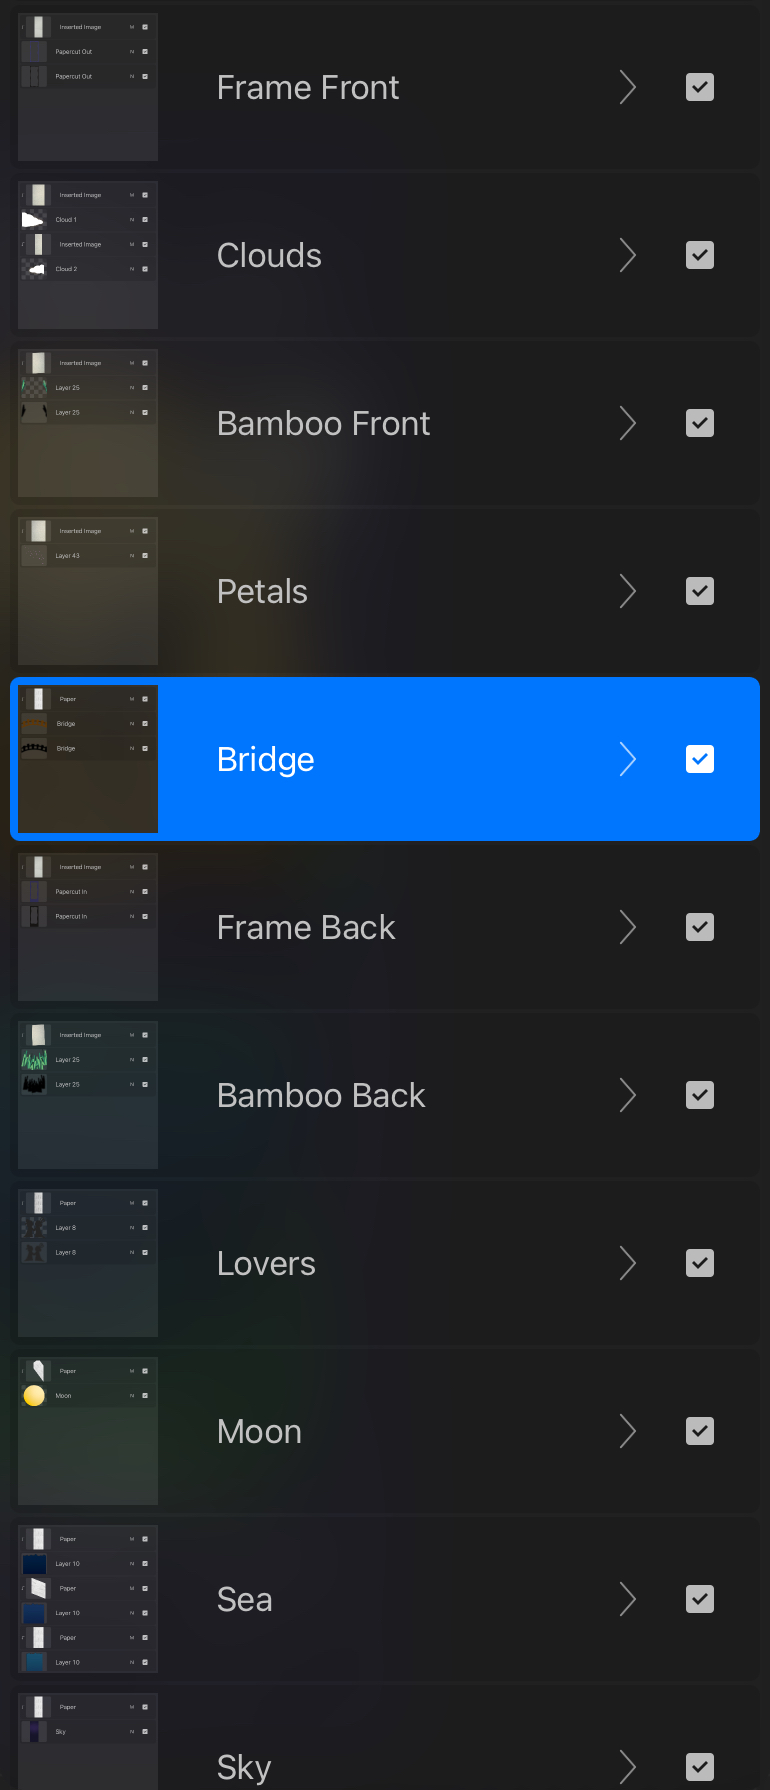 Inserted Image M
Papercut Out N
Papercut Out N
Frame Front
Inserted Image M
Cloud 1 N
Inserted Image M
Cloud 2 N
Clouds
Inserted Image M
Layer 25 N
Layer 25 N
Bamboo Front
Inserted Image M
Layer 43 N
Petals
Paper M
Bridge N
Bridge N
Bridge
Inserted Image M
Papercut In N
Papercut In N
Frame Back
Inserted Image M
Layer 25 N
Layer 25 N
Bamboo Back
Paper M
Layer 8 N
Layer 8 N
Lovers
Paper M
Moon N
Moon
Paper M
Layer 10 N
Paper M
Layer 10 N
Paper M
Layer 10 N
Sea
Paper M
Sky N
Sky